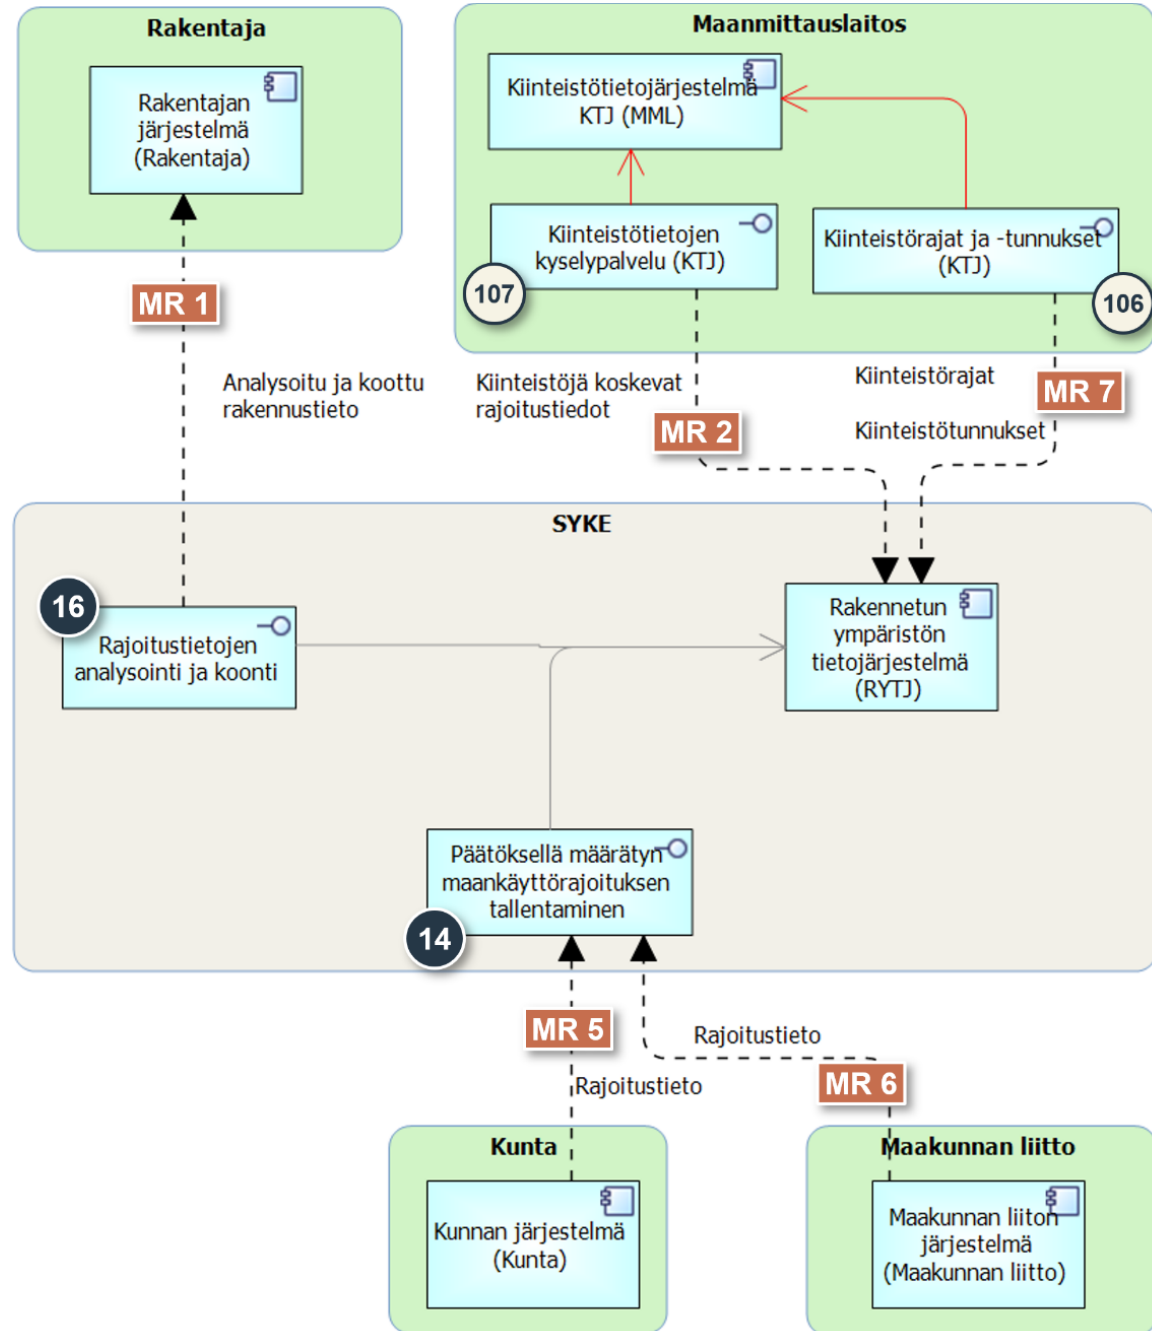 Rakentaja
Rakentajan
järjestelmä
(Rakentaja)
Maanmittauslaitos
Kiinteistötietojärjestelmä
KTJ (MML)
Kiinteistötietojen
kyselypalvelu (KTJ)
107
Kiinteistörajat ja -tunnukset
(KTJ)
106
MR 1
Analysoitu ja koottu
rakennustieto
Kiinteistöjä koskevat
rajoitustiedot
MR 2
Kiinteistörajat
MR 7
Kiinteistötunnukset
SYKE
16
Rajoitustietojen
analysointi ja koonti
Rakennetun
ympäristön
tietojärjestelmä
(RYTJ)
Päätöksellä määrätyn
maankäyttörajoituksen
tallentaminen
14
MR 5
Rajoitustieto
Rajoitustieto
MR 6
Kunta
Kunnan järjestelmä
(Kunta)
Maakunnan liitto
Maakunnan liiton
järjestelmä
(Maakunnan liitto)